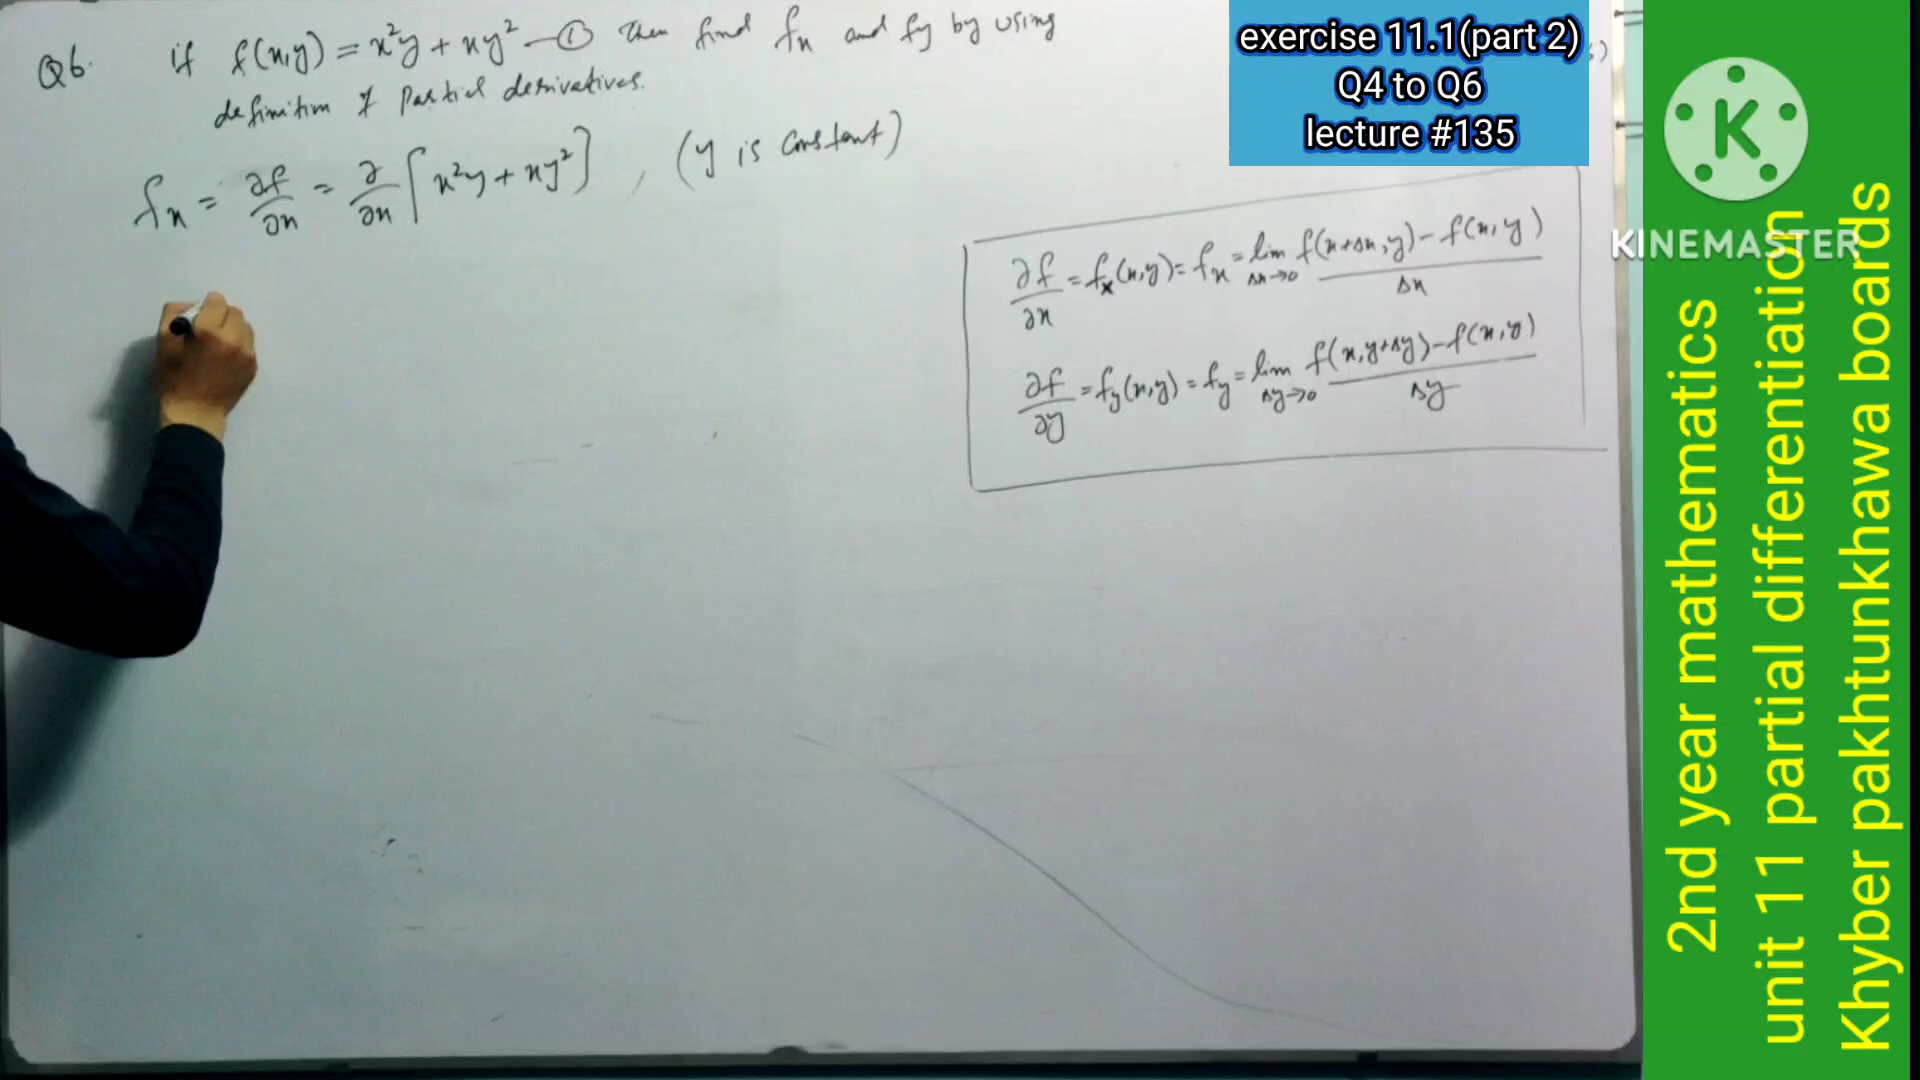 Q6. if f(x,y) = x²y + xy² —① then find fx and fy by using
definition of Partial derivatives.
fx = ∂f/∂x = ∂/∂x [x²y + xy²] , (y is constant)
∂f/∂x = fx(x,y) = fx = lim Δx→0 f(x+Δx,y) − f(x,y) / Δx
∂f/∂y = fy(x,y) = fy = lim Δy→0 f(x,y+Δy) − f(x,y) / Δy
exercise 11.1(part 2)
Q4 to Q6
lecture #135
K
KINEMASTER
2nd year mathematics
unit 11 partial differentiation
Khyber pakhtunkhawa boards